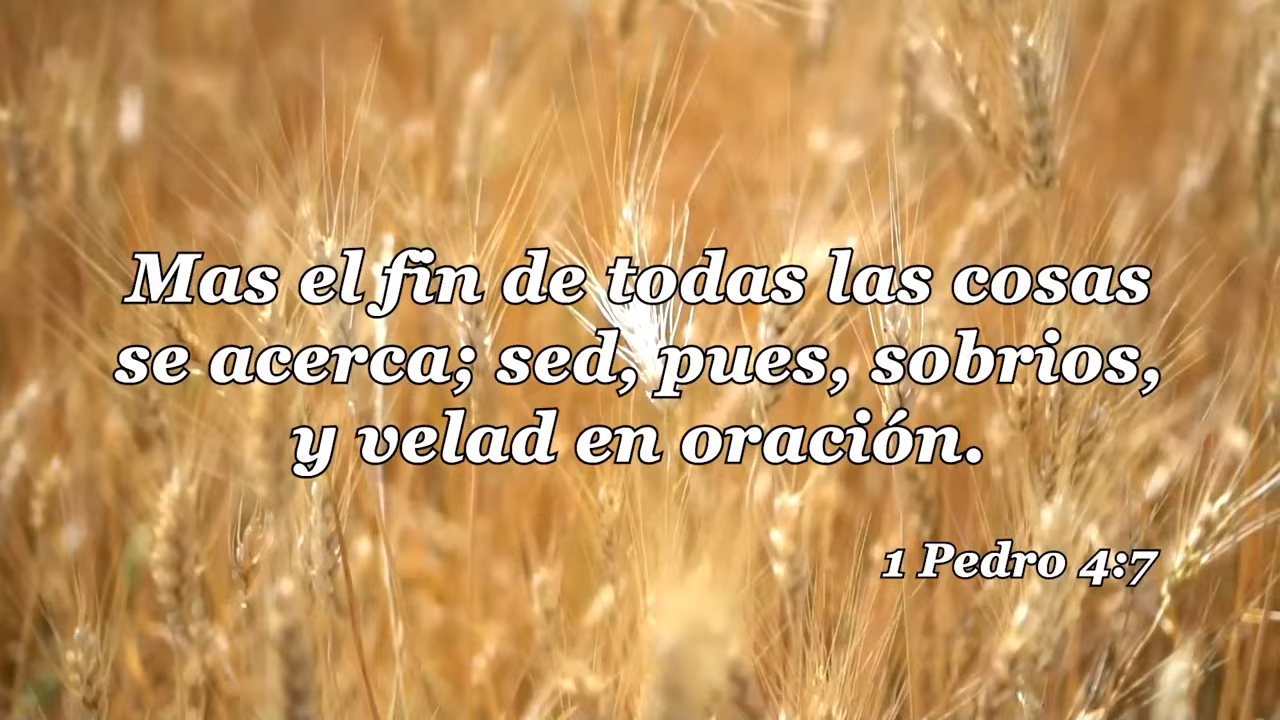 Mas el fin de todas las cosas
se acerca; sed, pues, sobrios,
y velad en oración.
1 Pedro 4:7